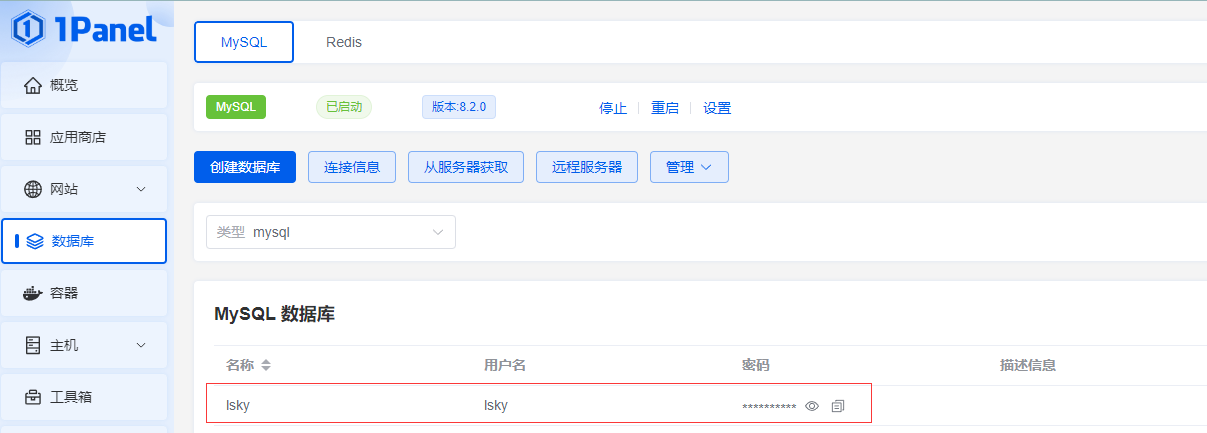 1Panel
MySQL Redis
概览
MySQL 已启动 版本:8.2.0 停止 重启 设置
应用商店
创建数据库 连接信息 从服务器获取 远程服务器 管理
网站
类型 mysql
数据库
容器
MySQL 数据库
主机
名称 用户名 密码 描述信息
工具箱
lsky lsky **********